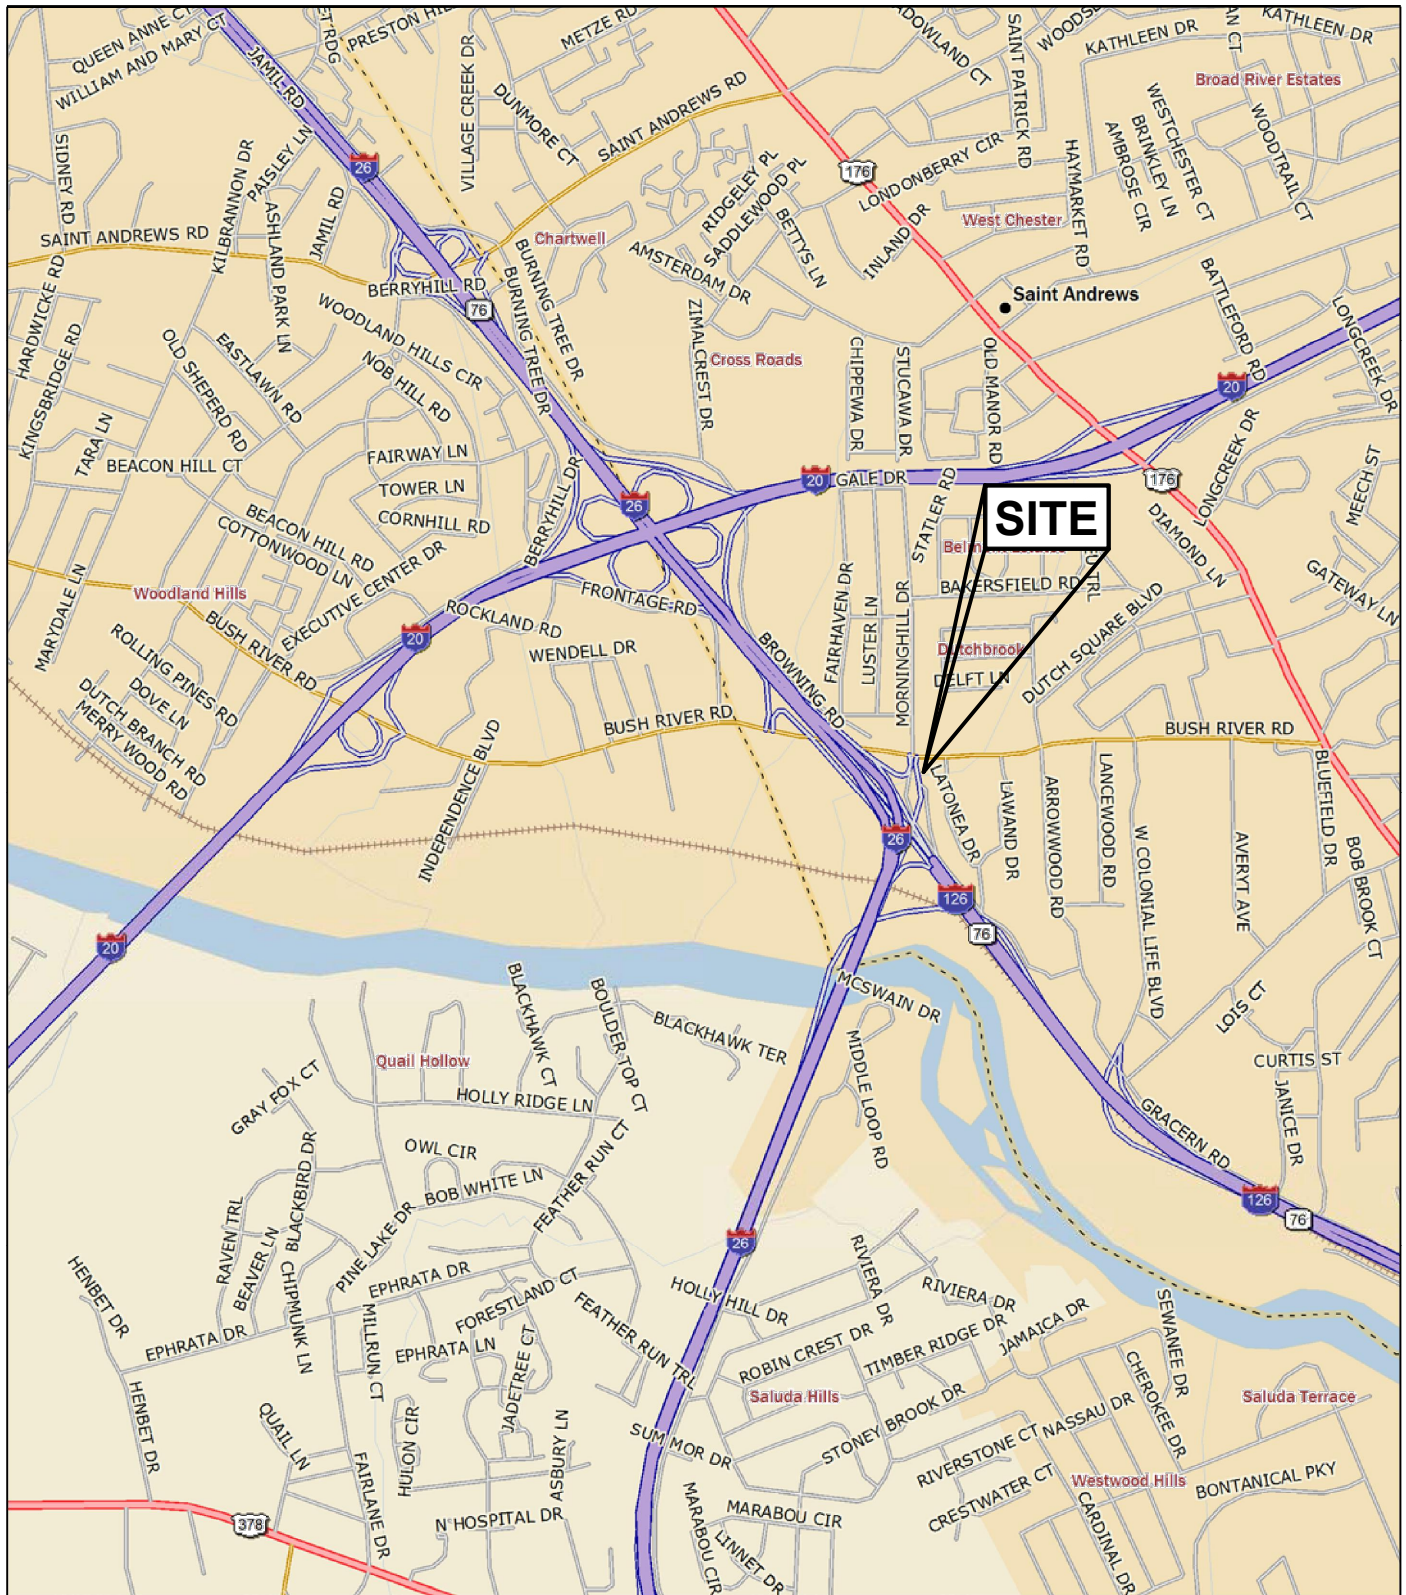 QUEEN ANNE CT
WILLIAM AND MARY CT
JAMIL RD
PRESTON HIL
METZE RD
DOWLAND CT
SAINT PATRICK RD
WOODS
KATHLEEN DR
AN CT
KATHLEEN DR
Broad River Estates
VILLAGE CREEK DR
DUNMORE CT
SAINT ANDREWS RD
SIDNEY RD
PAISLEY LN
KILBRANNON DR
26
176
LONDONBERRY CIR
HAYMARKET RD
AMBROSE CIR
BRINKLEY LN
WESTCHESTER CT
WOODTRAIL CT
RIDGELEY PL
SADDLEWOOD PL
BETTYS LN
INLAND DR
West Chester
SAINT ANDREWS RD
ASHLAND PARK LN
JAMIL RD
Chartwell
AMSTERDAM DR
BERRYHILL RD
BURNING TREE DR
BURNING TREE DR
76
Saint Andrews
BATTLEFORD RD
LONGCREEK DR
HARDWICKE RD
KINGSBRIDGE RD
WOODLAND HILLS CIR
OLD SHEPERD RD
EASTLAWN RD
NOB HILL RD
ZIMALCREST DR
Cross Roads
CHIPPEWA DR
STUCAWA DR
OLD MANOR RD
20
TARA LN
BEACON HILL CT
FAIRWAY LN
TOWER LN
CORNHILL RD
BERRYHILL DR
26
20
GALE DR
STATLER RD
176
LONGCREEK DR
MEECH ST
SITE
BEACON HILL RD
COTTONWOOD LN
EXECUTIVE CENTER DR
DIAMOND LN
GATEWAY LN
MARYDALE LN
Woodland Hills
BUSH RIVER RD
20
ROCKLAND RD
FRONTAGE RD
WENDELL DR
BROWNING RD
FAIRHAVEN DR
LUSTER LN
MORNINGHILL DR
BAKERSFIELD RD
TRL
Dutchbrook
DELFT LN
DUTCH SQUARE BLVD
ROLLING PINES RD
DOVE LN
DUTCH BRANCH RD
MERRY WOOD RD
BUSH RIVER RD
BUSH RIVER RD
INDEPENDENCE BLVD
LATONEA DR
LAWAND DR
ARROWWOOD RD
LANCEWOOD RD
W COLONIAL LIFE BLVD
AVERYT AVE
BLUEFIELD DR
BOB BROOK CT
26
126
76
20
MCSWAIN DR
BLACKHAWK CT
BOULDER TOP CT
BLACKHAWK TER
MIDDLE LOOP RD
LOIS CT
CURTIS ST
JANICE DR
GRACERN RD
Quail Hollow
GRAY FOX CT
HOLLY RIDGE LN
OWL CIR
BOB WHITE LN
FEATHER RUN CT
BLACKBIRD DR
RAVEN TRL
BEAVER LN
CHIPMUNK LN
PINE LAKE DR
126
76
26
HENBET DR
EPHRATA DR
EPHRATA DR
FORESTLAND CT
EPHRATA LN
MILLRUN CT
JADETREE CT
FEATHER RUN TRL
HOLLY HILL DR
RIVIERA DR
RIVIERA DR
ROBIN CREST DR
TIMBER RIDGE DR
JAMAICA DR
SEWANEE DR
CHEROKEE DR
Saluda Hills
Saluda Terrace
HENBET DR
QUAIL LN
HULON CIR
FAIRLANE DR
ASBURY LN
SUMMOR DR
STONEY BROOK DR
NASSAU DR
RIVERSTONE CT
CRESTWATER CT
Westwood Hills
BONTANICAL PKY
CARDINAL DR
378
N HOSPITAL DR
MARABOU CIR
MARABOU CIR
LINNET DR